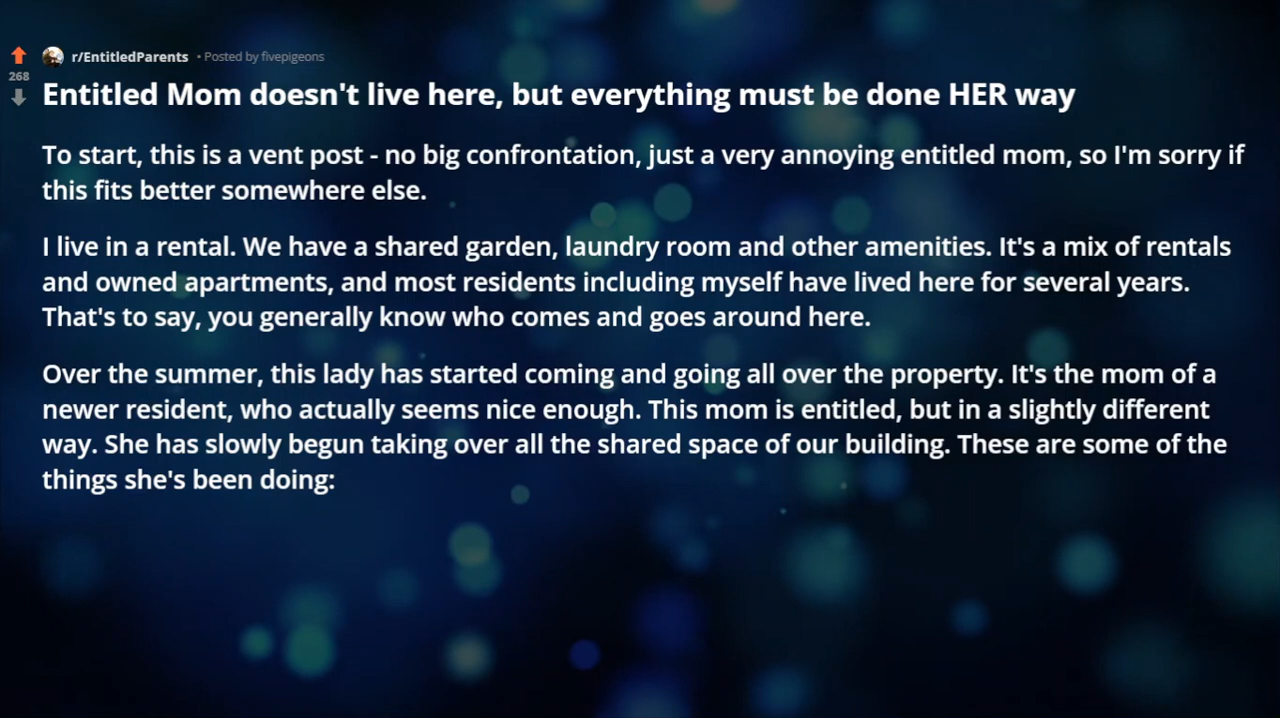 r/EntitledParents • Posted by fivepigeons
268
Entitled Mom doesn't live here, but everything must be done HER way
To start, this is a vent post - no big confrontation, just a very annoying entitled mom, so I'm sorry if
this fits better somewhere else.
I live in a rental. We have a shared garden, laundry room and other amenities. It's a mix of rentals
and owned apartments, and most residents including myself have lived here for several years.
That's to say, you generally know who comes and goes around here.
Over the summer, this lady has started coming and going all over the property. It's the mom of a
newer resident, who actually seems nice enough. This mom is entitled, but in a slightly different
way. She has slowly begun taking over all the shared space of our building. These are some of the
things she's been doing: